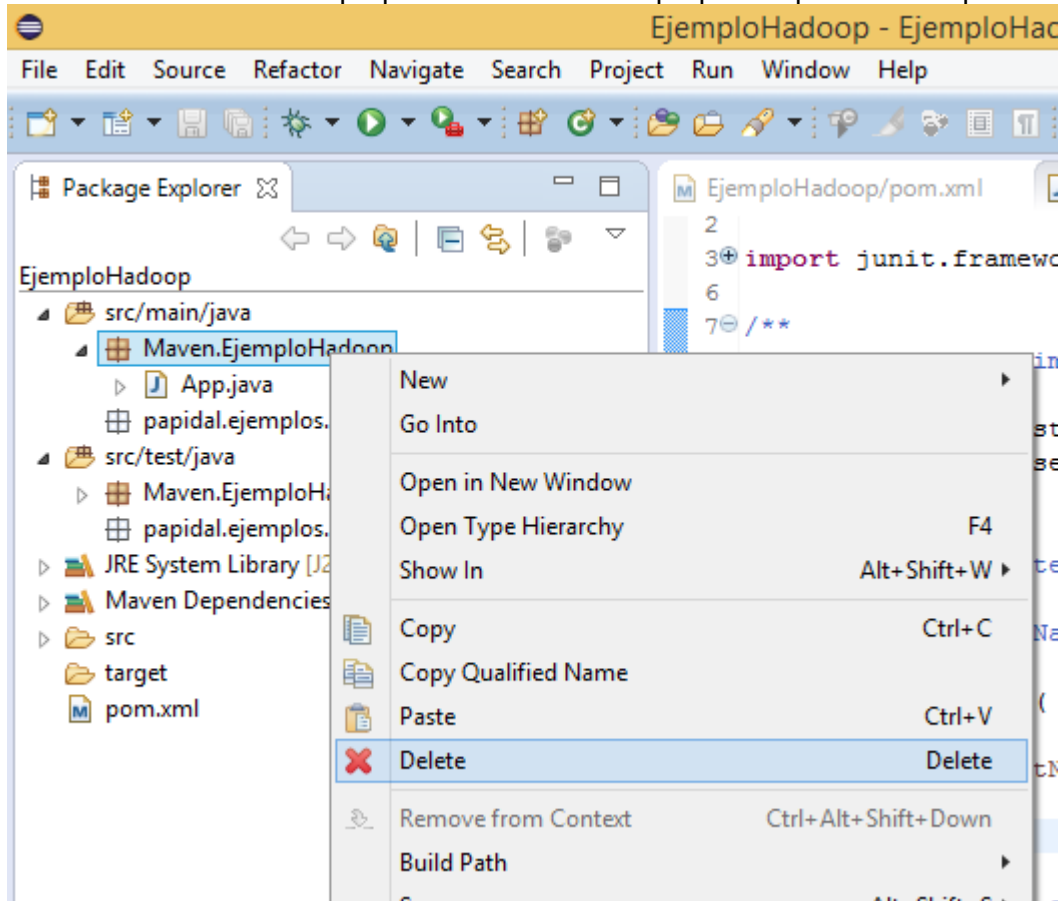 EjemploHadoop - EjemploHad
File Edit Source Refactor Navigate Search Project Run Window Help
Package Explorer
EjemploHadoop/pom.xml
EjemploHadoop
src/main/java
Maven.EjemploHadoop
App.java
papidal.ejemplos.
src/test/java
Maven.EjemploHa
papidal.ejemplos.
JRE System Library [J2
Maven Dependencies
src
target
pom.xml
2
3 import junit.framewo
6
7 /**
New
Go Into
Open in New Window
Open Type Hierarchy F4
Show In Alt+Shift+W
Copy Ctrl+C
Copy Qualified Name
Paste Ctrl+V
Delete Delete
Remove from Context Ctrl+Alt+Shift+Down
Build Path